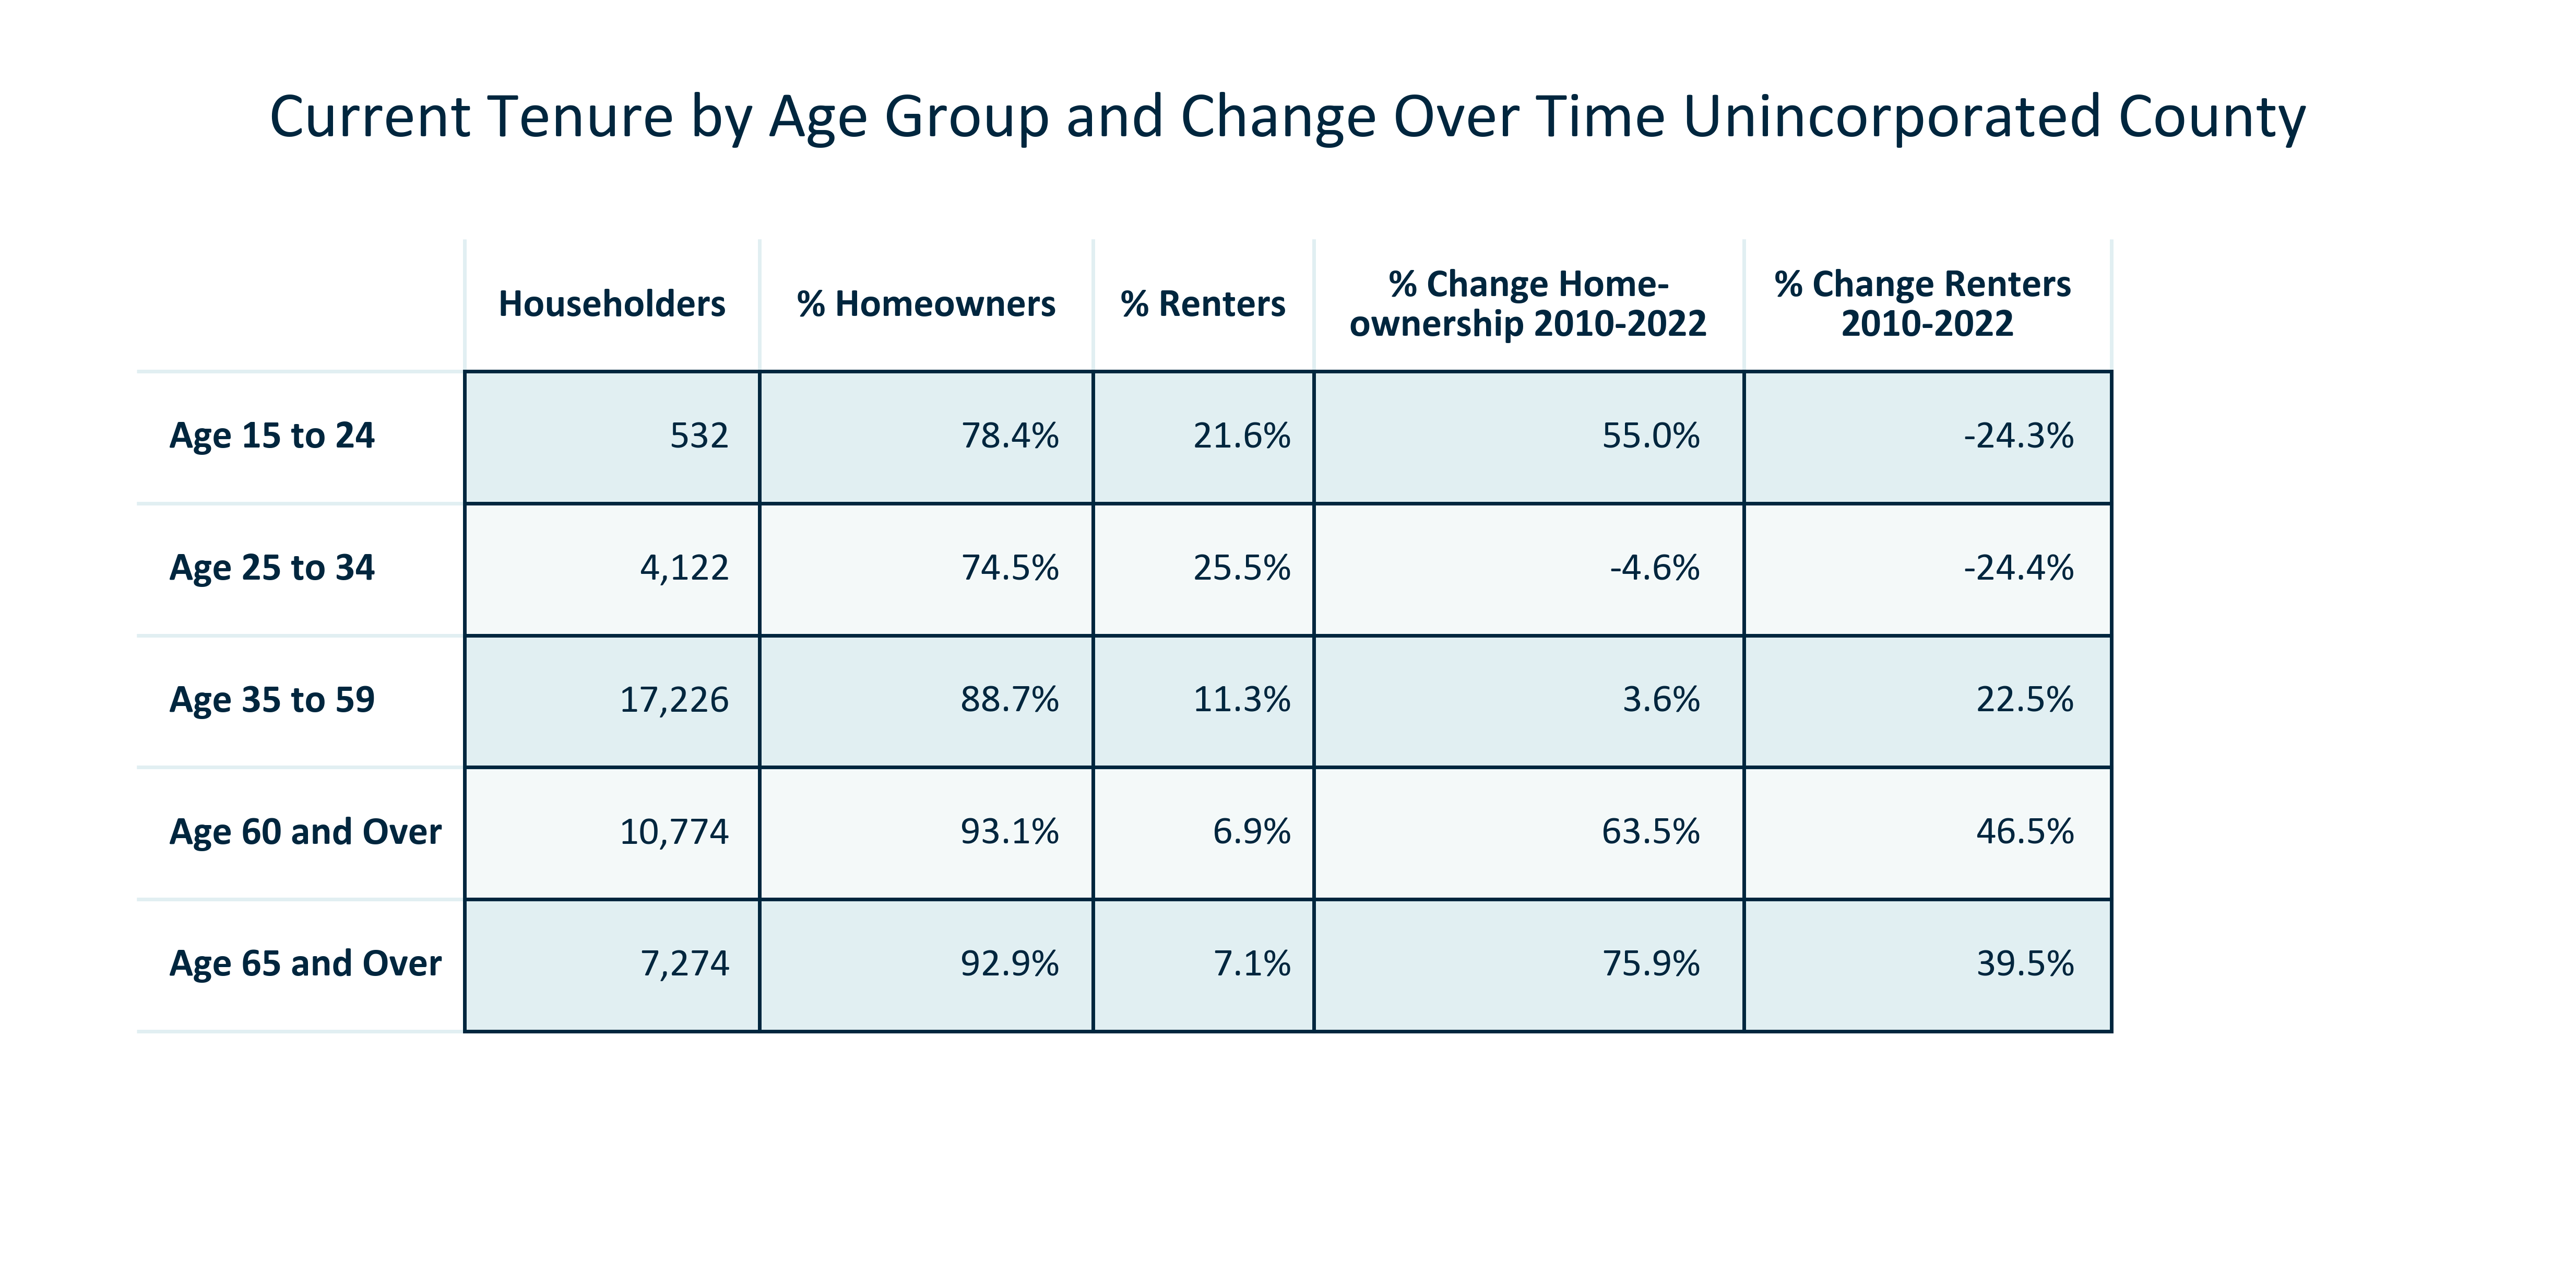 Current Tenure by Age Group and Change Over Time Unincorporated County
Householders % Homeowners % Renters % Change Home-
ownership 2010-2022 % Change Renters
2010-2022
Age 15 to 24 532 78.4% 21.6% 55.0% -24.3%
Age 25 to 34 4,122 74.5% 25.5% -4.6% -24.4%
Age 35 to 59 17,226 88.7% 11.3% 3.6% 22.5%
Age 60 and Over 10,774 93.1% 6.9% 63.5% 46.5%
Age 65 and Over 7,274 92.9% 7.1% 75.9% 39.5%